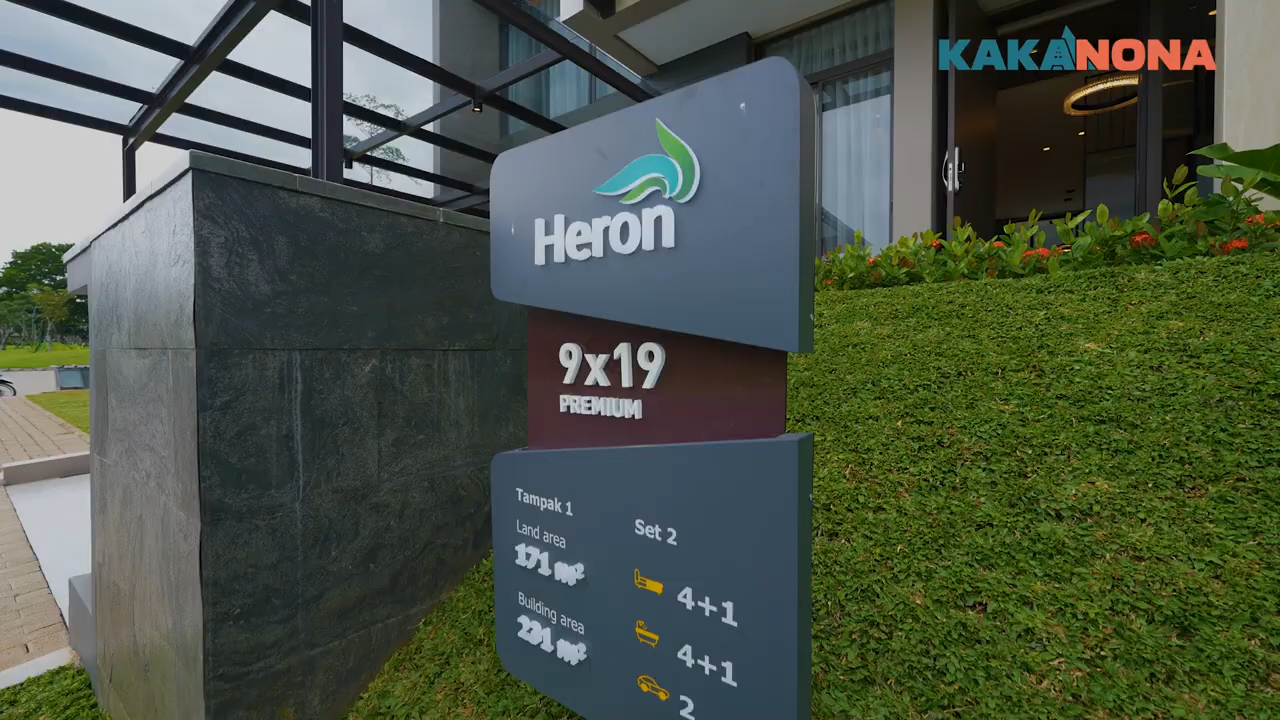 KAKANONA
Heron
9x19
PREMIUM
Tampak 1
Land area
171 m²
Building area
231 m²
Set 2
4+1
4+1
2